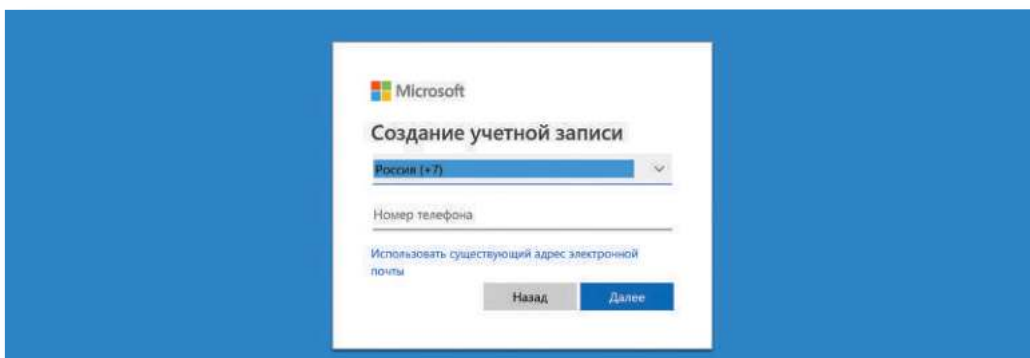 Microsoft
Создание учетной записи
Россия (+7)
Номер телефона
Использовать существующий адрес электронной
почты
Назад Далее